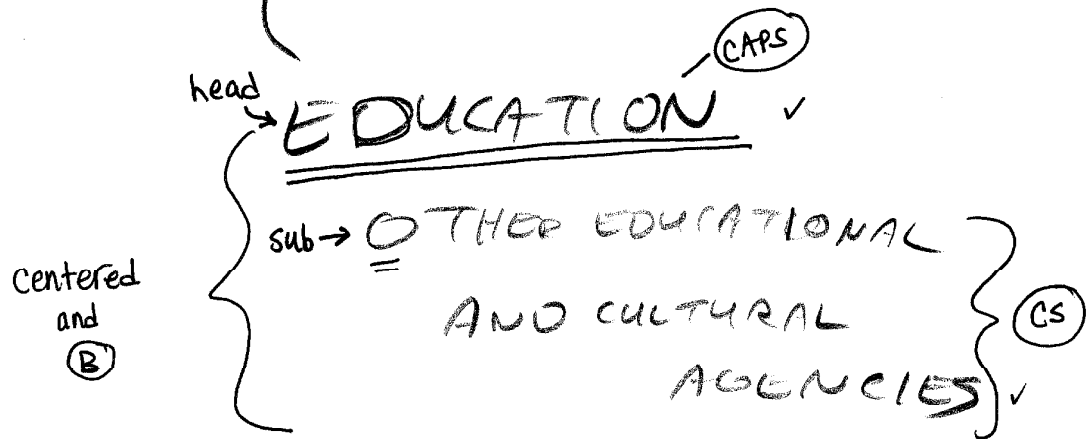 CAPS
head → EDUCATION ✓
sub → OTHER EDUCATIONAL
Centered
and
B
AND CULTURAL
CS
AGENCIES ✓